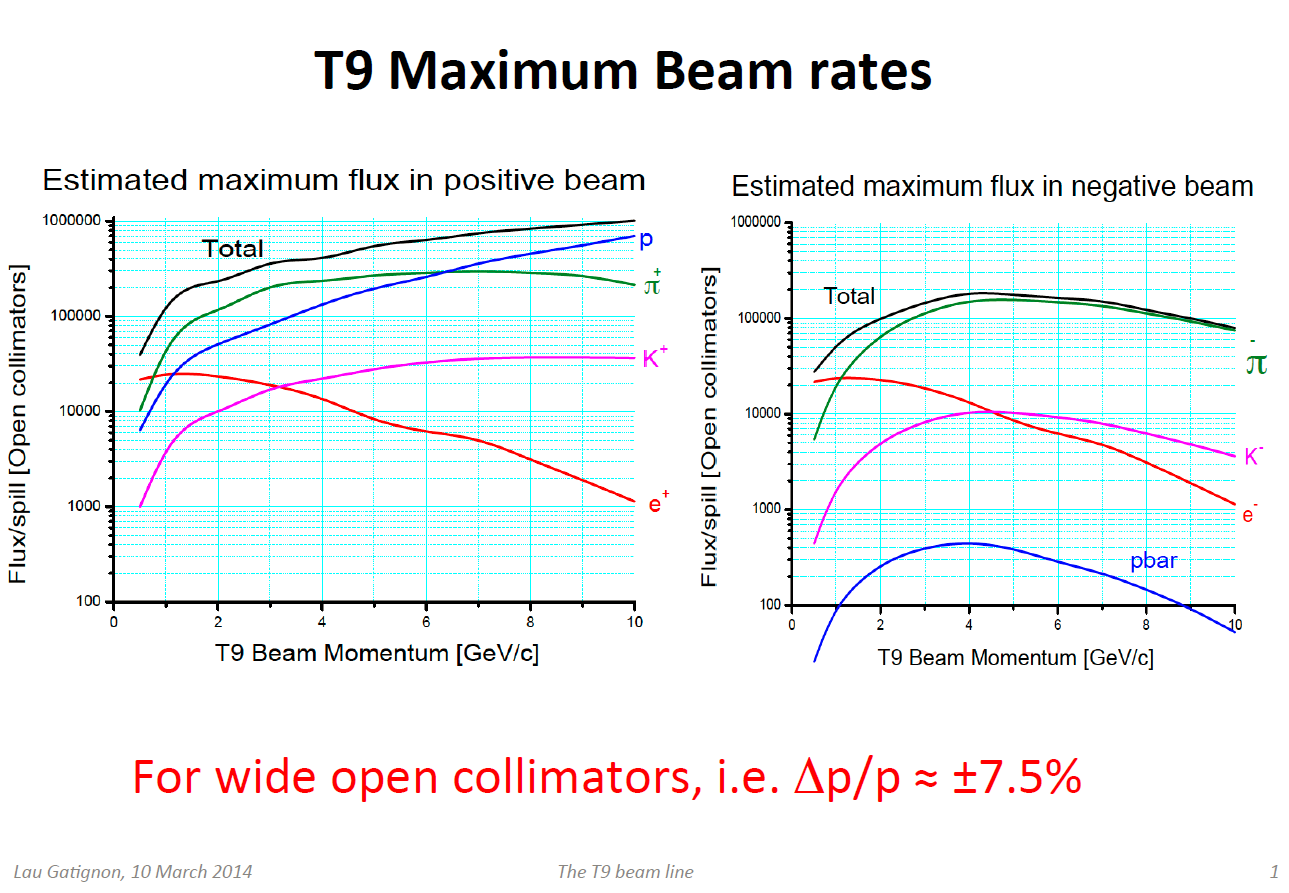 T9 Maximum Beam rates
Estimated maximum flux in positive beam
1000000
100000
10000
1000
100
0
2
4
6
8
10
Flux/spill [Open collimators]
T9 Beam Momentum [GeV/c]
Total
p
π+
K+
e+
Estimated maximum flux in negative beam
1000000
100000
10000
1000
100
0
2
4
6
8
10
Flux/spill [Open collimators]
T9 Beam Momentum [GeV/c]
Total
π-
K-
e-
pbar
For wide open collimators, i.e. Δp/p ≈ ±7.5%
Lau Gatignon, 10 March 2014
The T9 beam line
1